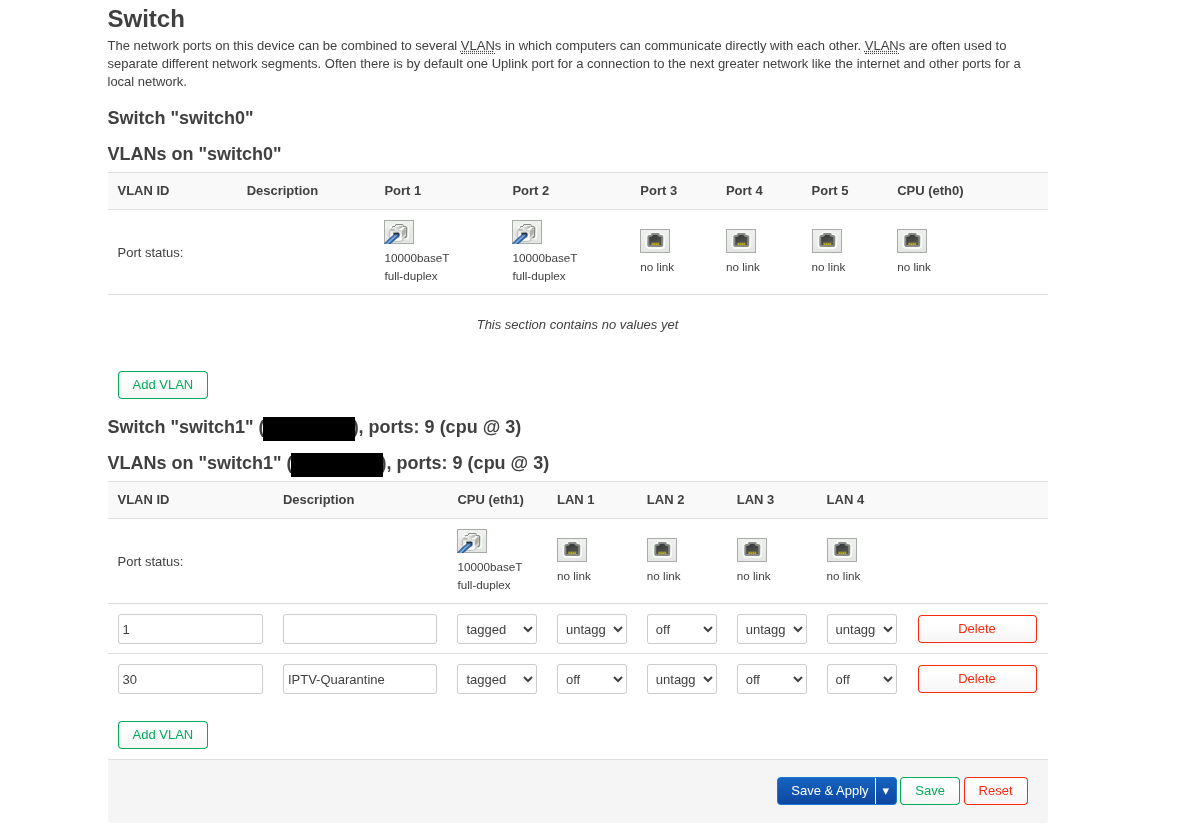 Switch
The network ports on this device can be combined to several VLANs in which computers can communicate directly with each other. VLANs are often used to
separate different network segments. Often there is by default one Uplink port for a connection to the next greater network like the internet and other ports for a
local network.
Switch "switch0"
VLANs on "switch0"
VLAN ID Description Port 1 Port 2 Port 3 Port 4 Port 5 CPU (eth0)
Port status: 10000baseT 10000baseT no link no link no link no link
full-duplex full-duplex
This section contains no values yet
Add VLAN
Switch "switch1" ( ), ports: 9 (cpu @ 3)
VLANs on "switch1" ( ), ports: 9 (cpu @ 3)
VLAN ID Description CPU (eth1) LAN 1 LAN 2 LAN 3 LAN 4
Port status: 10000baseT no link no link no link no link
full-duplex
1 tagged untagg off untagg untagg Delete
30 IPTV-Quarantine tagged off untagg off off Delete
Add VLAN
Save & Apply ▾ Save Reset